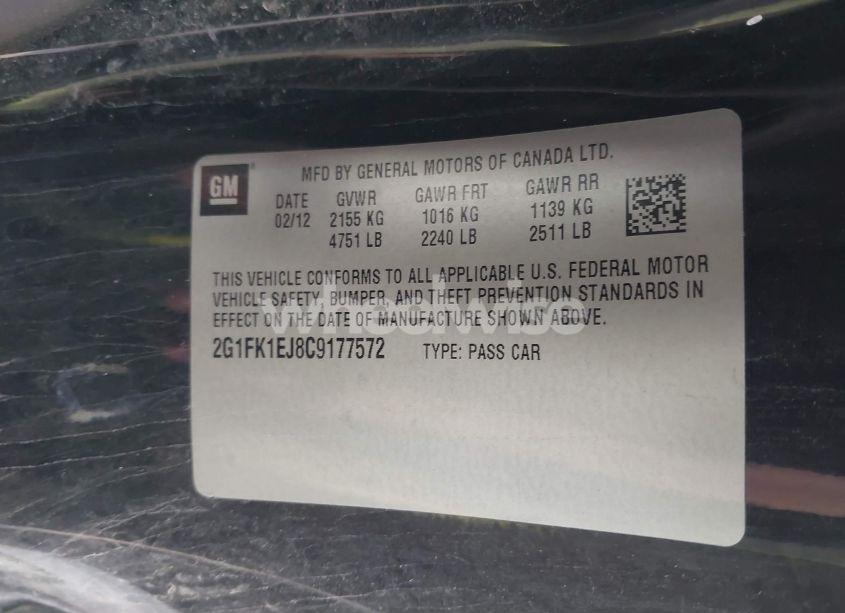 GM
MFD BY GENERAL MOTORS OF CANADA LTD.
DATE GVWR GAWR FRT GAWR RR
02/12 2155 KG 1016 KG 1139 KG
4751 LB 2240 LB 2511 LB
THIS VEHICLE CONFORMS TO ALL APPLICABLE U.S. FEDERAL MOTOR
VEHICLE SAFETY, BUMPER, AND THEFT PREVENTION STANDARDS IN
EFFECT ON THE DATE OF MANUFACTURE SHOWN ABOVE.
2G1FK1EJ8C9177572 TYPE: PASS CAR